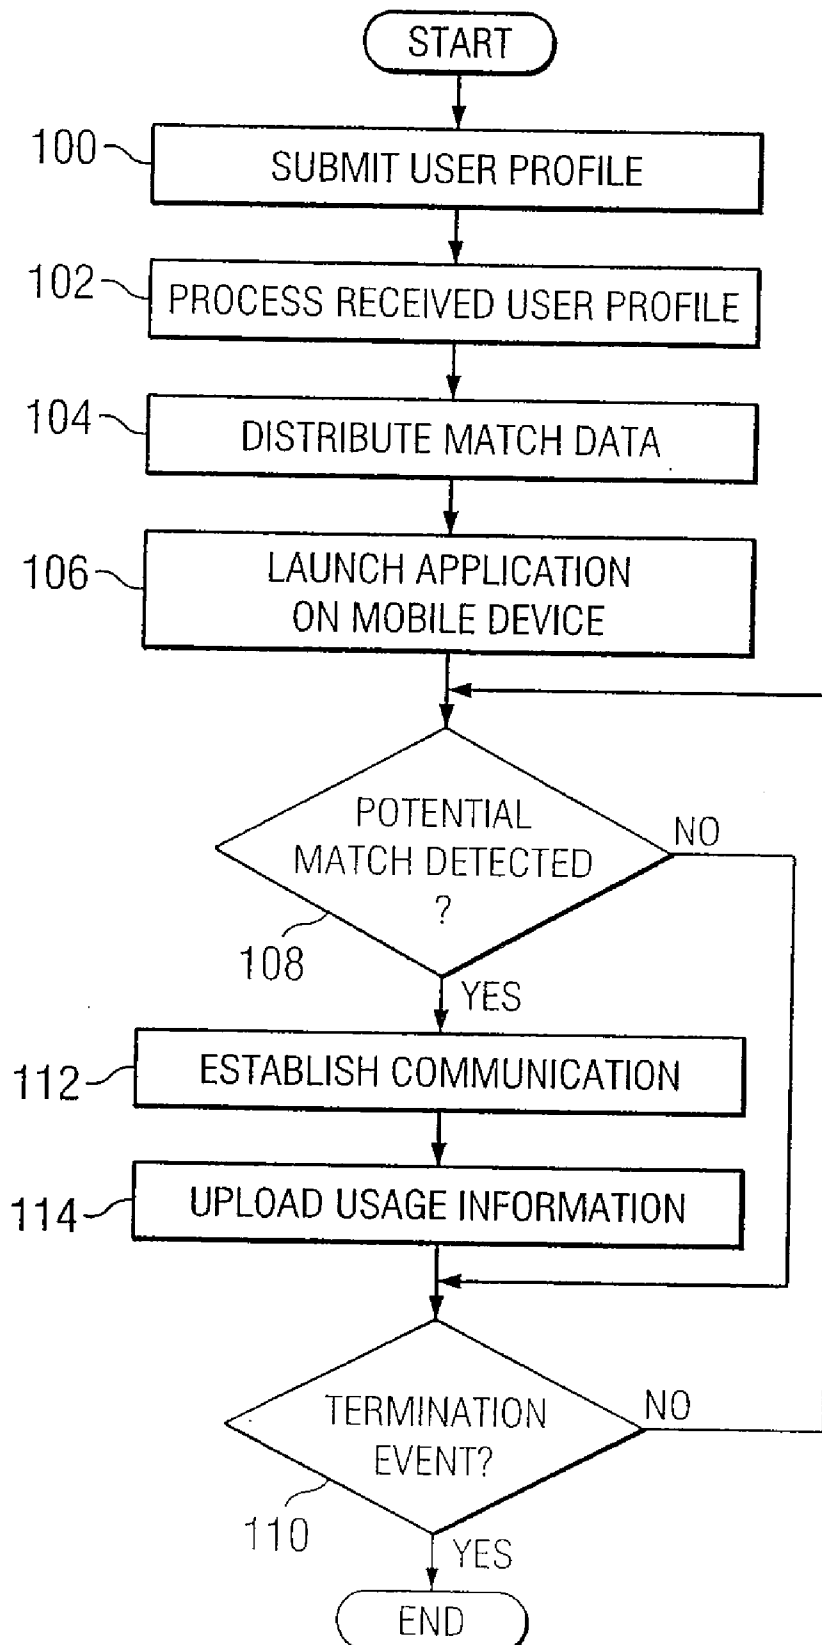 START
100
SUBMIT USER PROFILE
102
PROCESS RECEIVED USER PROFILE
104
DISTRIBUTE MATCH DATA
106
LAUNCH APPLICATION
ON MOBILE DEVICE
POTENTIAL
MATCH DETECTED
?
NO
108
YES
112
ESTABLISH COMMUNICATION
114
UPLOAD USAGE INFORMATION
TERMINATION
EVENT?
NO
110
YES
END